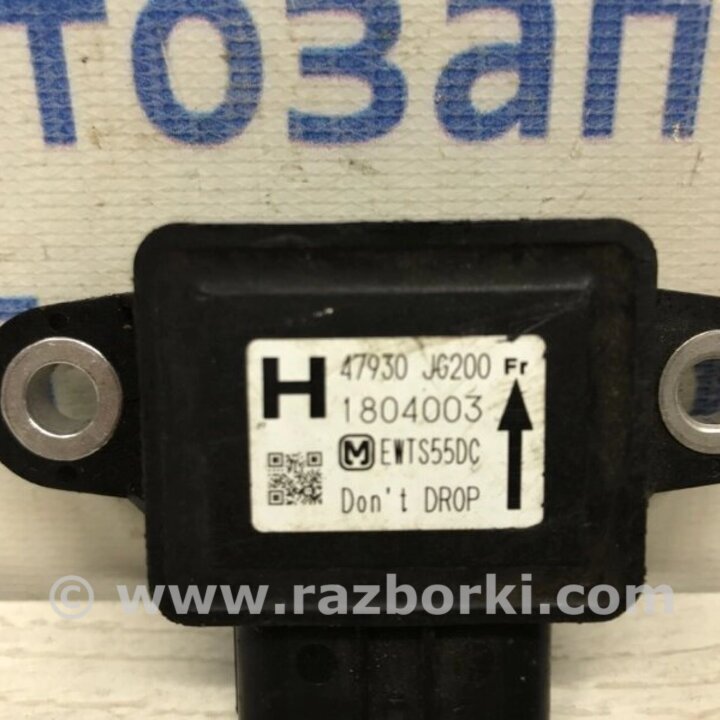 тозап
H 47930 JG200 Fr
1804003
M EWTS55DC
Don't DROP
© www.razborki.com